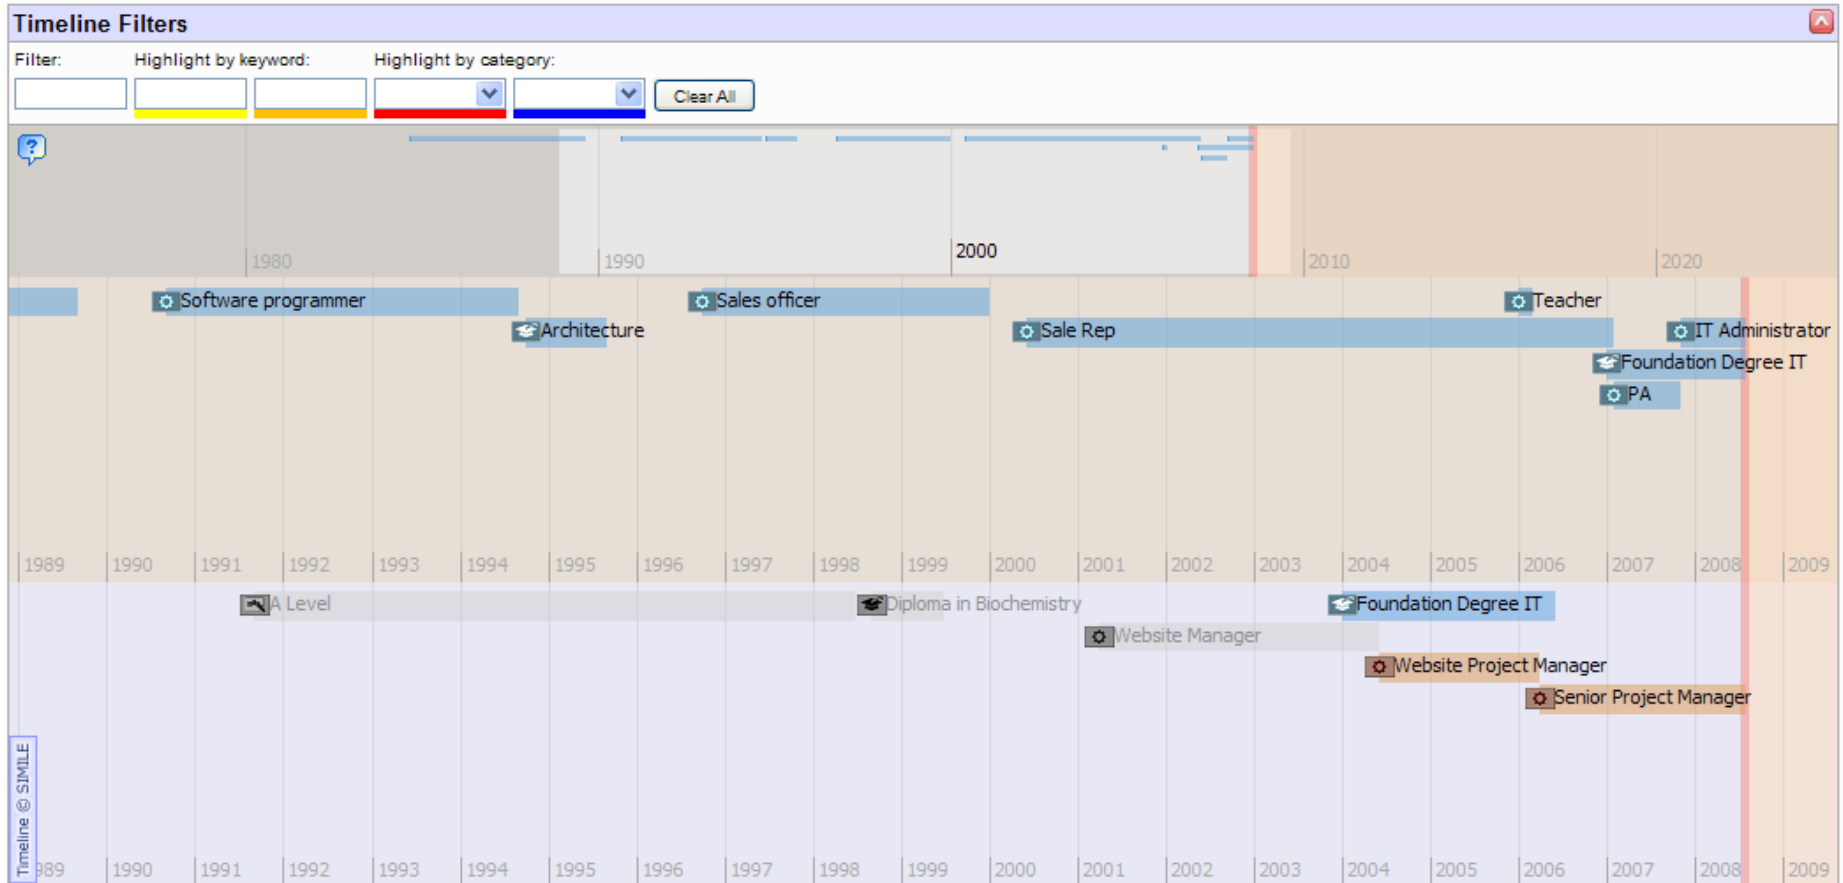 Timeline Filters
Filter: Highlight by keyword: Highlight by category:
Clear All
?
1980 1990 2000 2010 2020
Software programmer Sales officer Teacher
Architecture Sale Rep IT Administrator
Foundation Degree IT
PA
1989 1990 1991 1992 1993 1994 1995 1996 1997 1998 1999 2000 2001 2002 2003 2004 2005 2006 2007 2008 2009
A Level Diploma in Biochemistry Foundation Degree IT
Website Manager
Website Project Manager
Senior Project Manager
Timeline © SIMILE
989 1990 1991 1992 1993 1994 1995 1996 1997 1998 1999 2000 2001 2002 2003 2004 2005 2006 2007 2008 2009